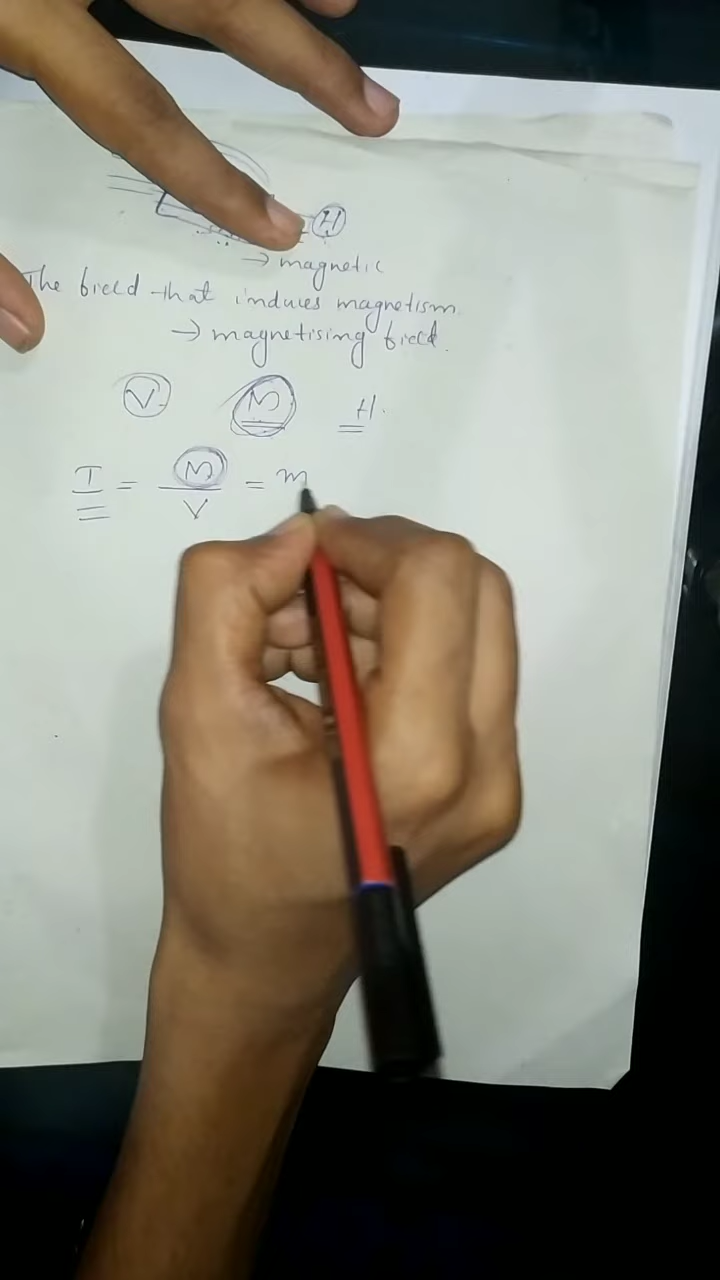 H
→ magnetic
The field that induces magnetism
→ magnetising field.
V M H.
I = M / V = m